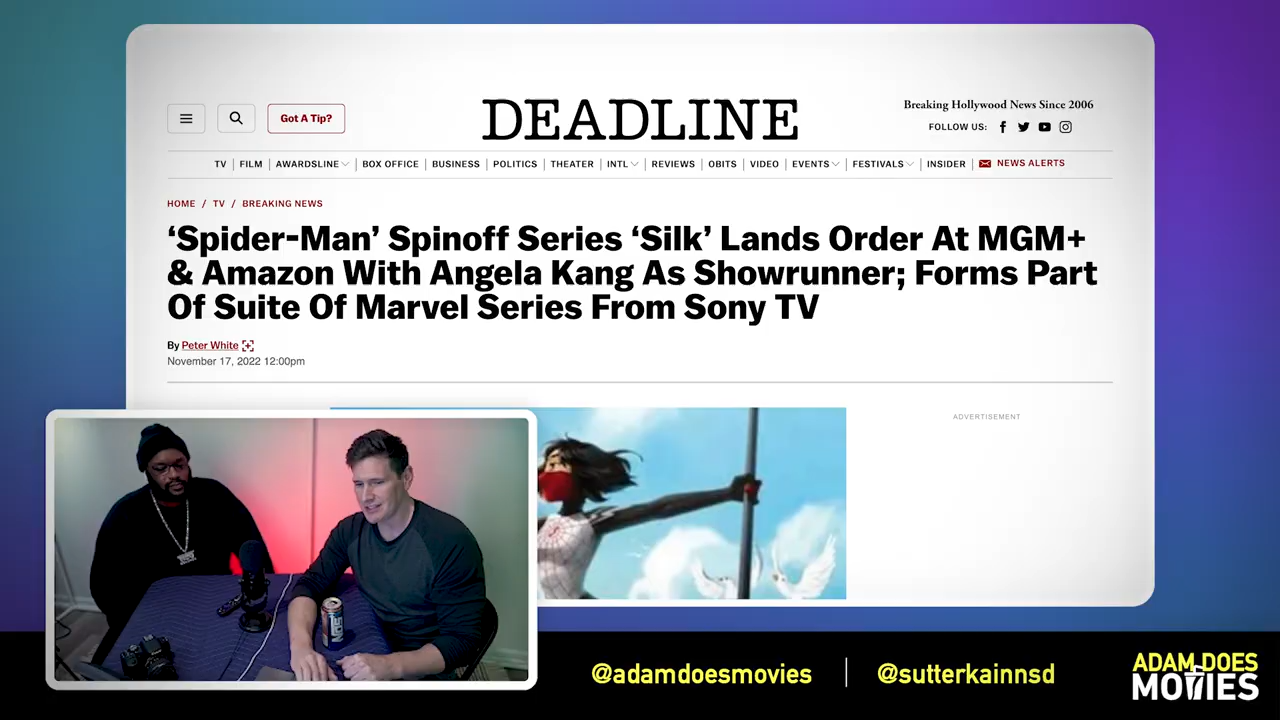 Got A Tip?
DEADLINE
Breaking Hollywood News Since 2006
FOLLOW US:
TV FILM AWARDSLINE BOX OFFICE BUSINESS POLITICS THEATER INTL REVIEWS OBITS VIDEO EVENTS FESTIVALS INSIDER NEWS ALERTS
HOME / TV / BREAKING NEWS
‘Spider-Man’ Spinoff Series ‘Silk’ Lands Order At MGM+
& Amazon With Angela Kang As Showrunner; Forms Part
Of Suite Of Marvel Series From Sony TV
By Peter White
November 17, 2022 12:00pm
ADVERTISEMENT
NOS
@adamdoesmovies
@sutterkainnsd
ADAM DOES
MOVIES